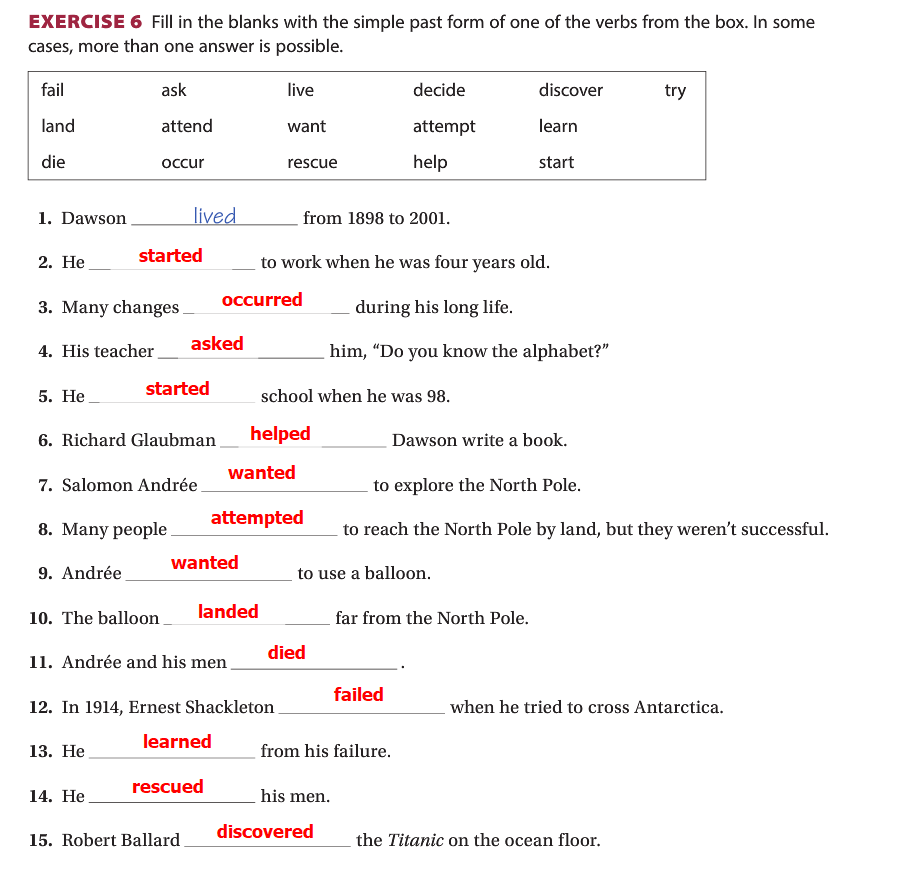 EXERCISE 6 Fill in the blanks with the simple past form of one of the verbs from the box. In some
cases, more than one answer is possible.
fail ask live decide discover try
land attend want attempt learn
die occur rescue help start
1. Dawson lived from 1898 to 2001.
2. He started to work when he was four years old.
3. Many changes occurred during his long life.
4. His teacher asked him, “Do you know the alphabet?”
5. He started school when he was 98.
6. Richard Glaubman helped Dawson write a book.
7. Salomon Andrée wanted to explore the North Pole.
8. Many people attempted to reach the North Pole by land, but they weren’t successful.
9. Andrée wanted to use a balloon.
10. The balloon landed far from the North Pole.
11. Andrée and his men died.
12. In 1914, Ernest Shackleton failed when he tried to cross Antarctica.
13. He learned from his failure.
14. He rescued his men.
15. Robert Ballard discovered the Titanic on the ocean floor.